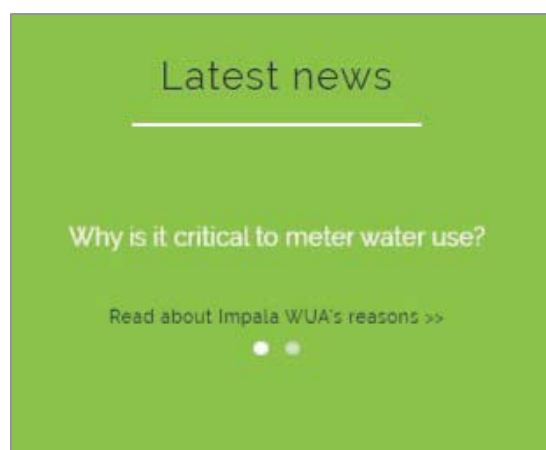 Latest news
Why is it critical to meter water use?
Read about Impala WUA's reasons >>